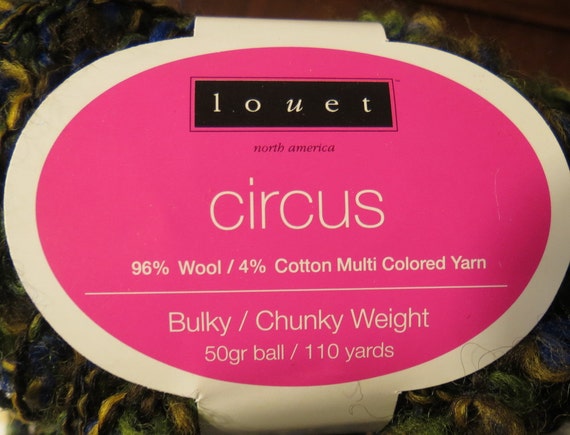 louet
north america
circus
96% Wool / 4% Cotton Multi Colored Yarn
Bulky / Chunky Weight
50gr ball / 110 yards